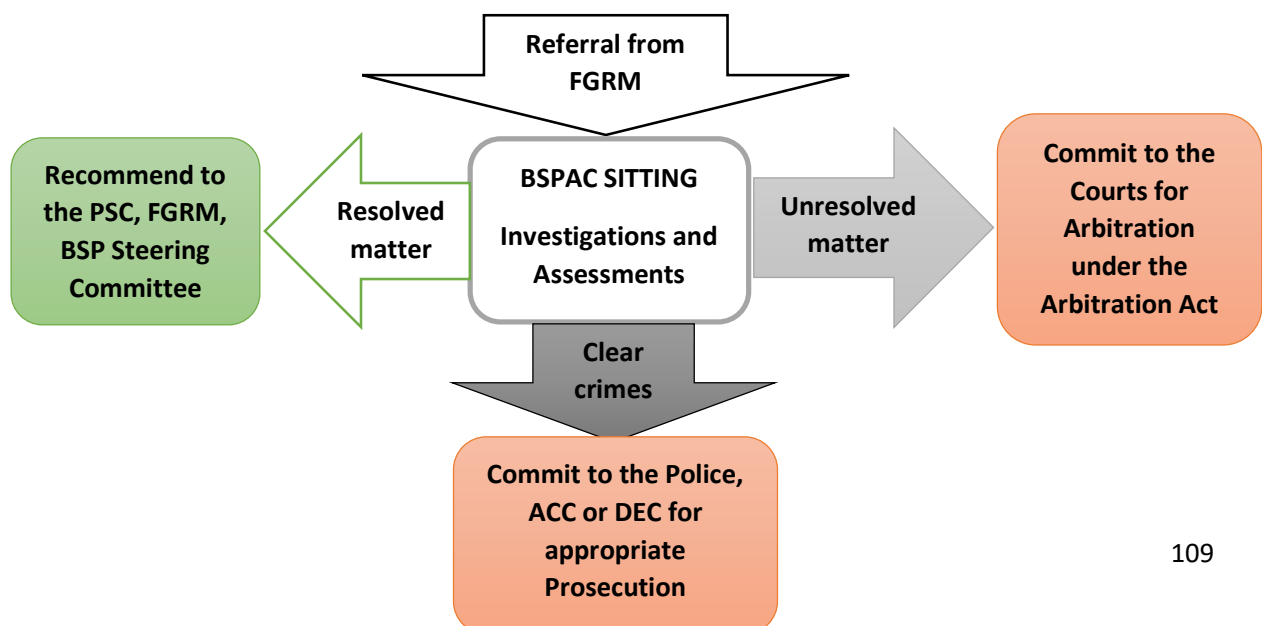 Referral from
FGRM
Recommend to
the PSC, FGRM,
BSP Steering
Committee
Resolved
matter
BSPAC SITTING
Investigations and
Assessments
Unresolved
matter
Commit to the
Courts for
Arbitration
under the
Arbitration Act
Clear
crimes
Commit to the Police,
ACC or DEC for
appropriate
Prosecution
109